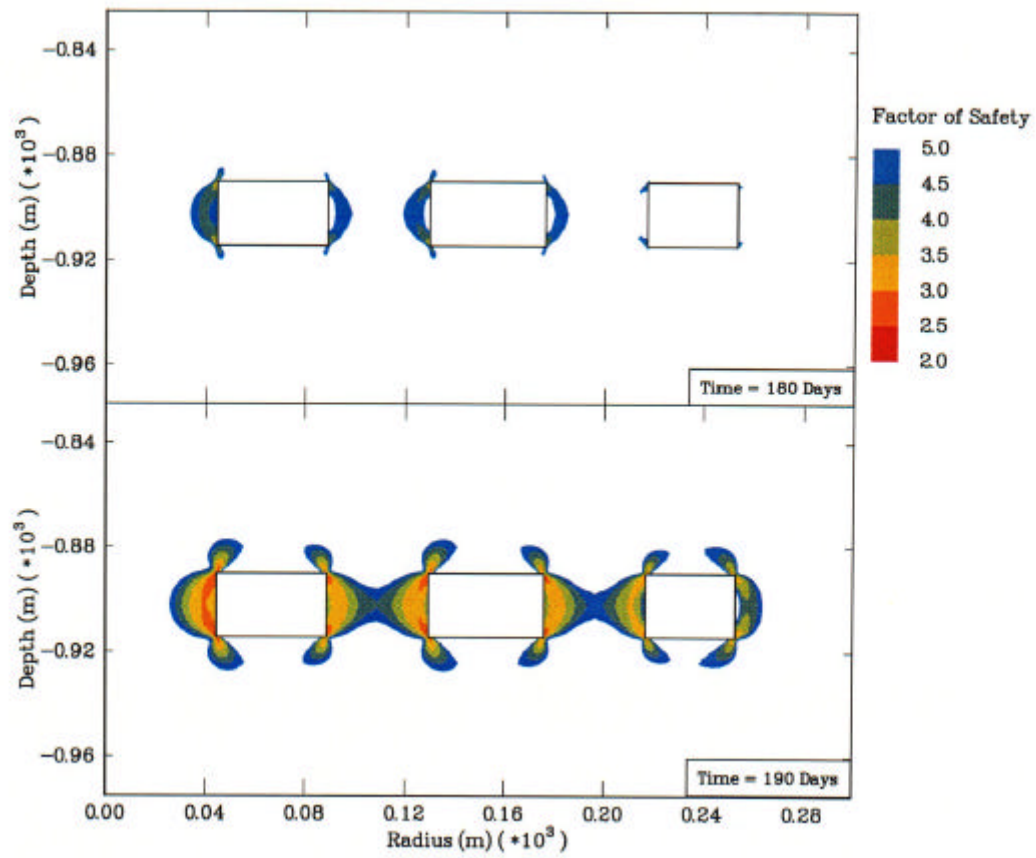 −0.84
−0.88
−0.92
−0.96
Depth (m) ( *10³)
Time = 180 Days
Factor of Safety
5.0
4.5
4.0
3.5
3.0
2.5
2.0
−0.84
−0.88
−0.92
−0.96
Depth (m) ( *10³)
Time = 190 Days
0.00 0.04 0.08 0.12 0.16 0.20 0.24 0.28
Radius (m) ( *10³)